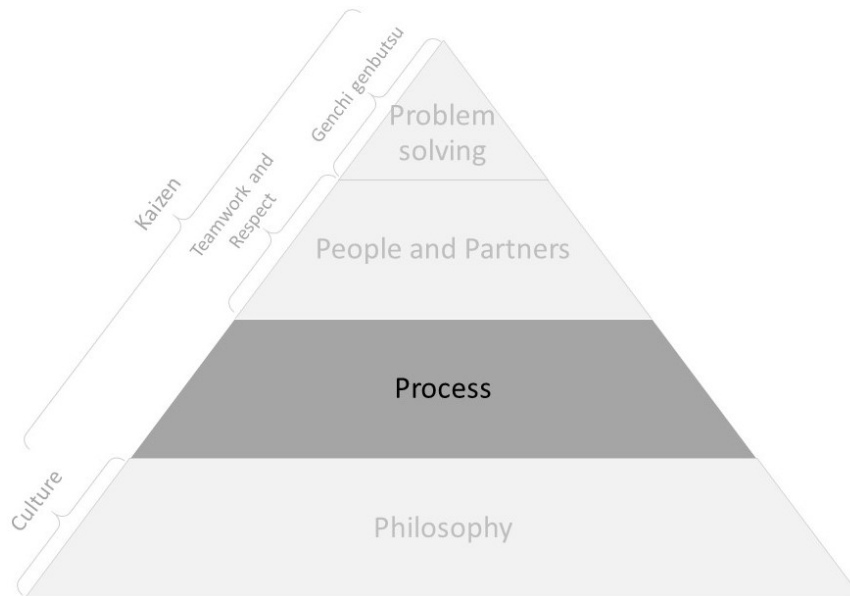 Genchi genbutsu
Problem
solving
Kaizen
Teamwork and
Respect
People and Partners
Process
Culture
Philosophy